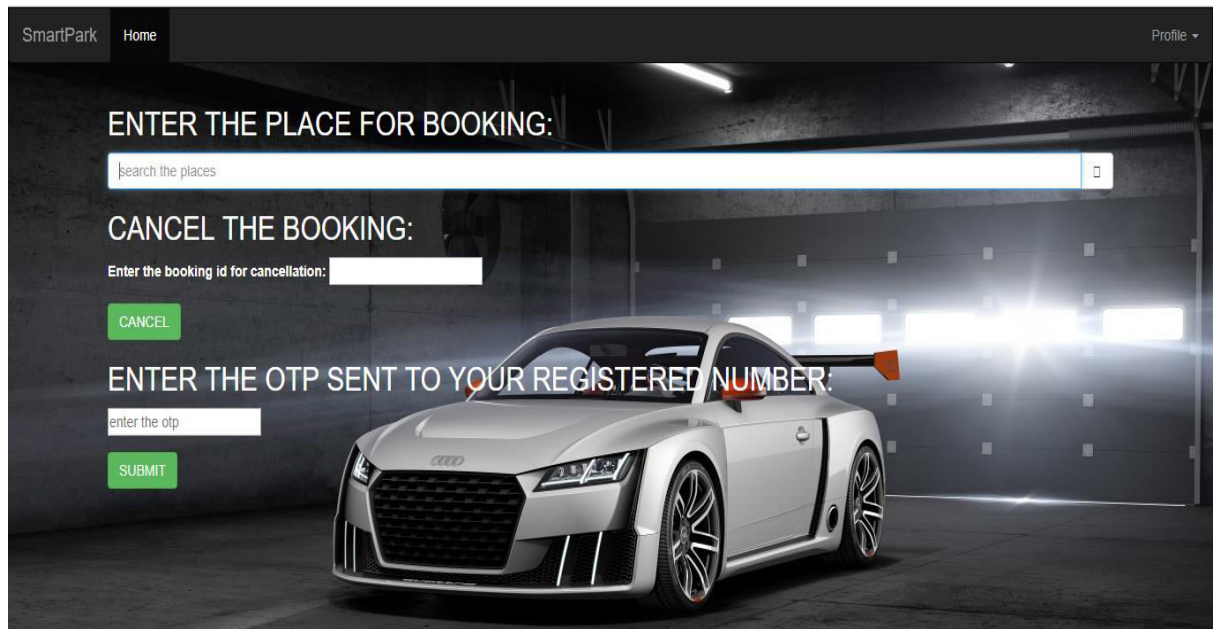 SmartPark Home Profile
ENTER THE PLACE FOR BOOKING:
search the places
CANCEL THE BOOKING:
Enter the booking id for cancellation:
CANCEL
ENTER THE OTP SENT TO YOUR REGISTERED NUMBER:
enter the otp
SUBMIT